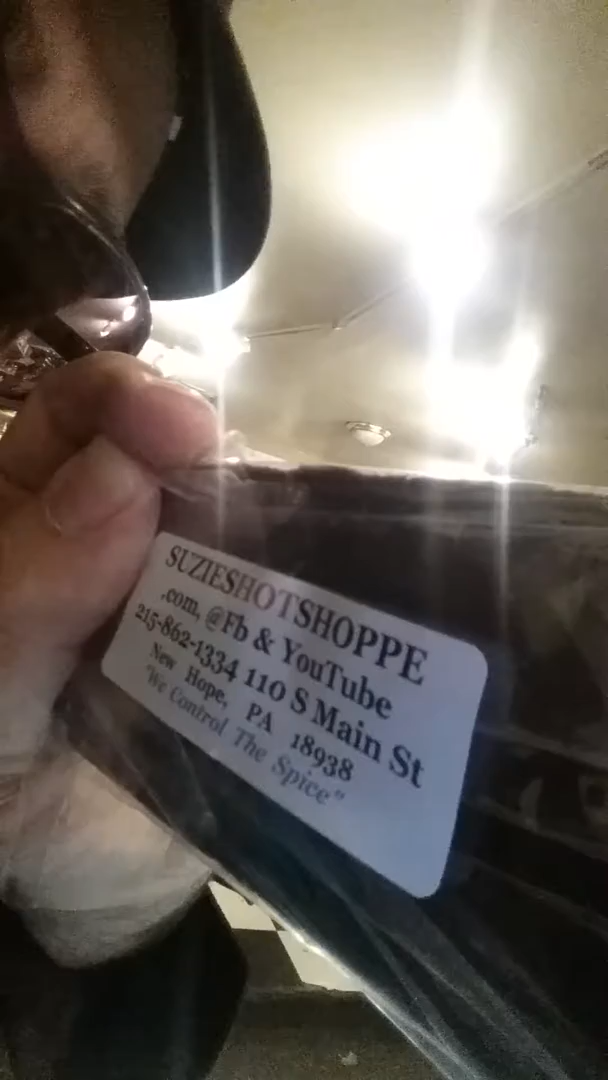 SUZIESHOTSHOPPE
.com, @Fb & YouTube
215-862-1334 110 S Main St
New Hope, PA 18938
"We Control The Spice"